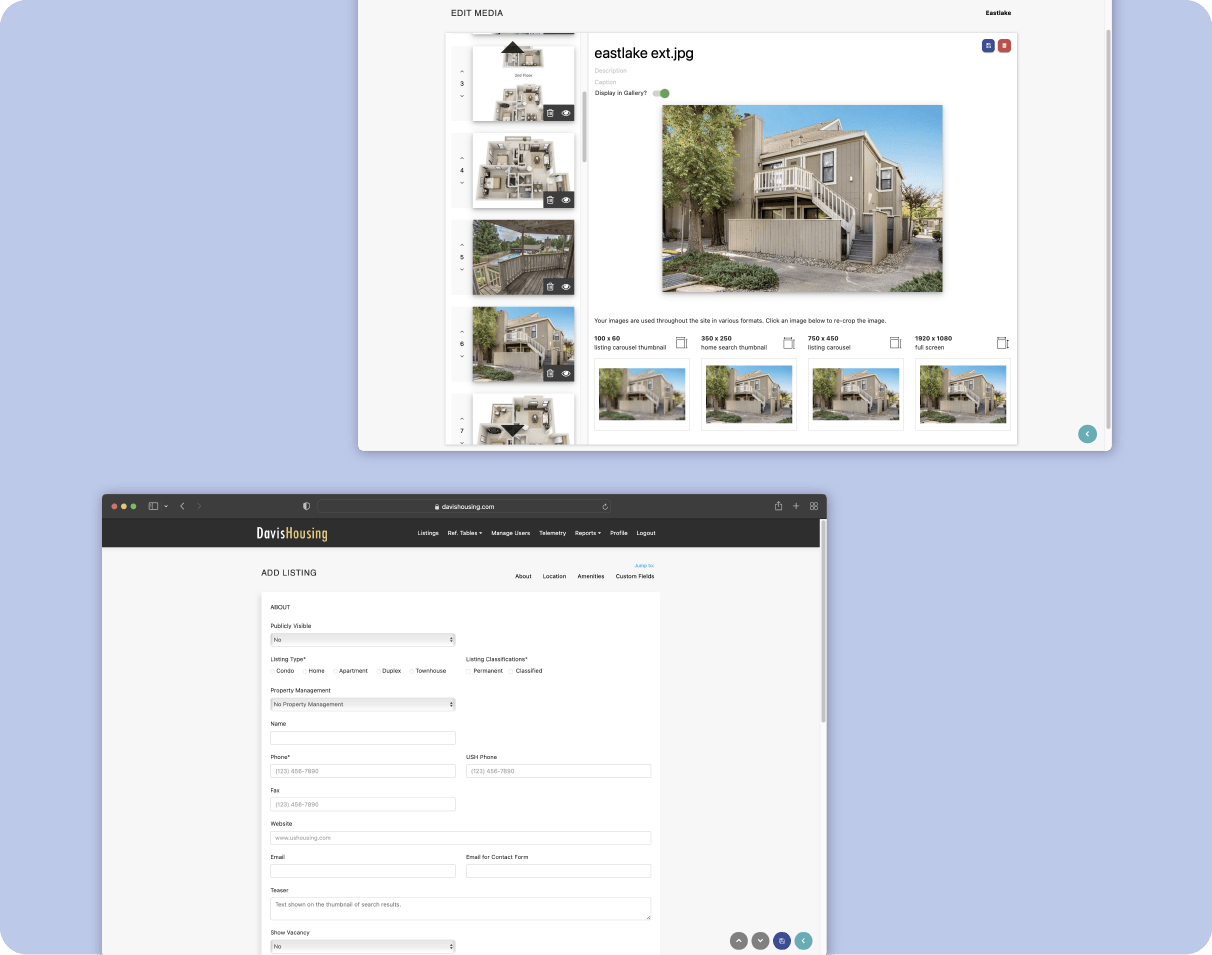 EDIT MEDIA
Eastlake
3
2nd Floor
4
5
6
7
eastlake ext.jpg
Description
Caption
Display in Gallery?
Your images are used throughout the site in various formats. Click an image below to re-crop the image.
100 x 60
listing carousel thumbnail
350 x 250
home search thumbnail
750 x 450
listing carousel
1920 x 1080
full screen
davishousing.com
DavisHousing
Listings Ref. Tables Manage Users Telemetry Reports Profile Logout
ADD LISTING
Jump to:
About Location Amenities Custom Fields
ABOUT
Publicly Visible
No
Listing Type* Listing Classifications*
Condo Home Apartment Duplex Townhouse Permanent Classified
Property Management
No Property Management
Name
Phone* USH Phone
(123) 456-7890 (123) 456-7890
Fax
(123) 456-7890
Website
www.ushousing.com
Email Email for Contact Form
Teaser
Text shown on the thumbnail of search results.
Show Vacancy
No